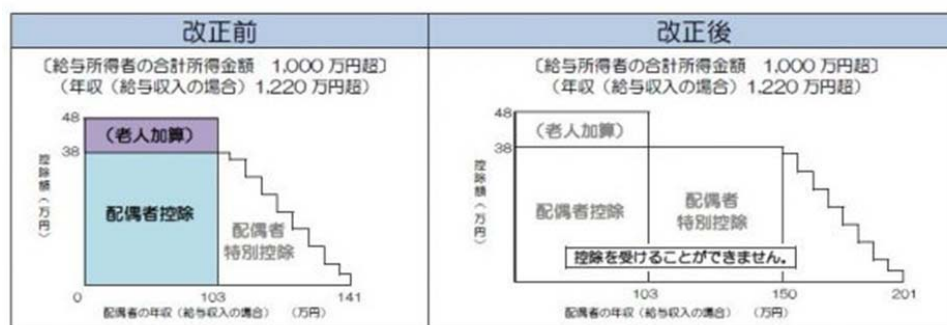 改正前
〔給与所得者の合計所得金額 1,000万円超〕
（年収（給与収入の場合）1,220万円超）
48
38
（老人加算）
控除額（万円）
配偶者控除
配偶者
特別控除
0
103
141
配偶者の年収（給与収入の場合） （万円）
改正後
〔給与所得者の合計所得金額 1,000万円超〕
（年収（給与収入の場合）1,220万円超）
48
38
（老人加算）
控除額（万円）
配偶者控除
配偶者
特別控除
控除を受けることができません。
103
150
201
配偶者の年収（給与収入の場合） （万円）